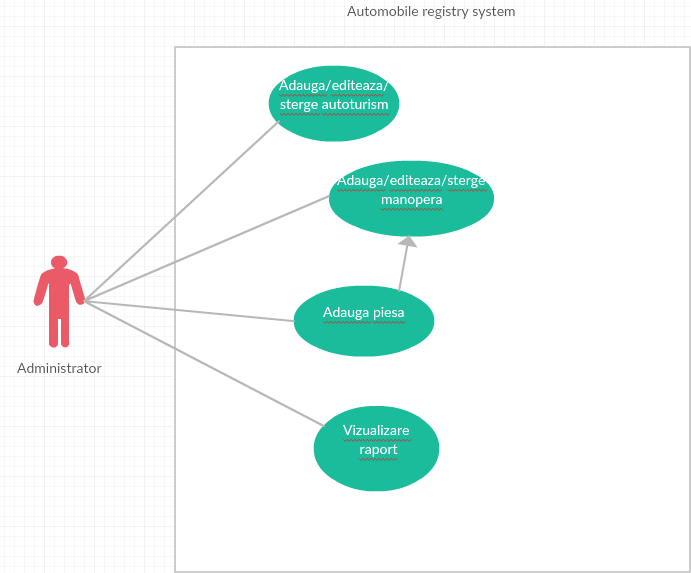 Automobile registry system
Adauga/editeaza/
sterge autoturism
Adauga/editeaza/sterge
manopera
Adauga piesa
Administrator
Vizualizare
raport